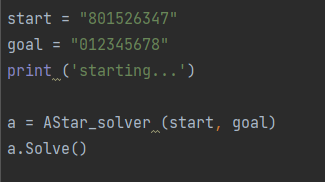 start = "801526347"
goal = "012345678"
print ('starting...')
a = AStar_solver (start, goal)
a.Solve()